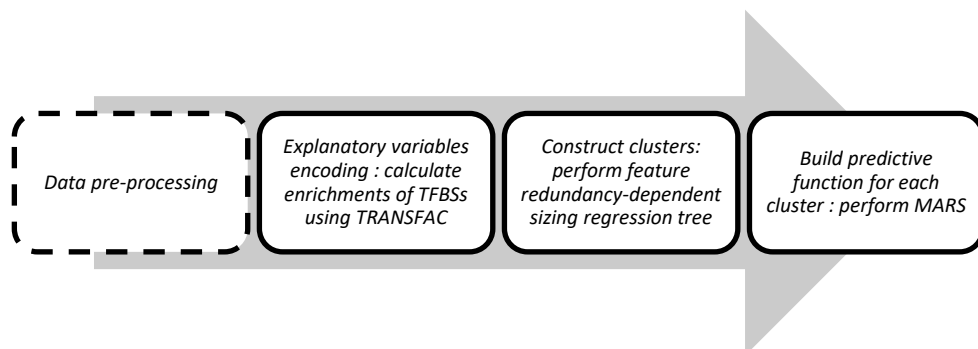 Data pre-processing
Explanatory variables
encoding : calculate
enrichments of TFBSs
using TRANSFAC
Construct clusters:
perform feature
redundancy-dependent
sizing regression tree
Build predictive
function for each
cluster : perform MARS